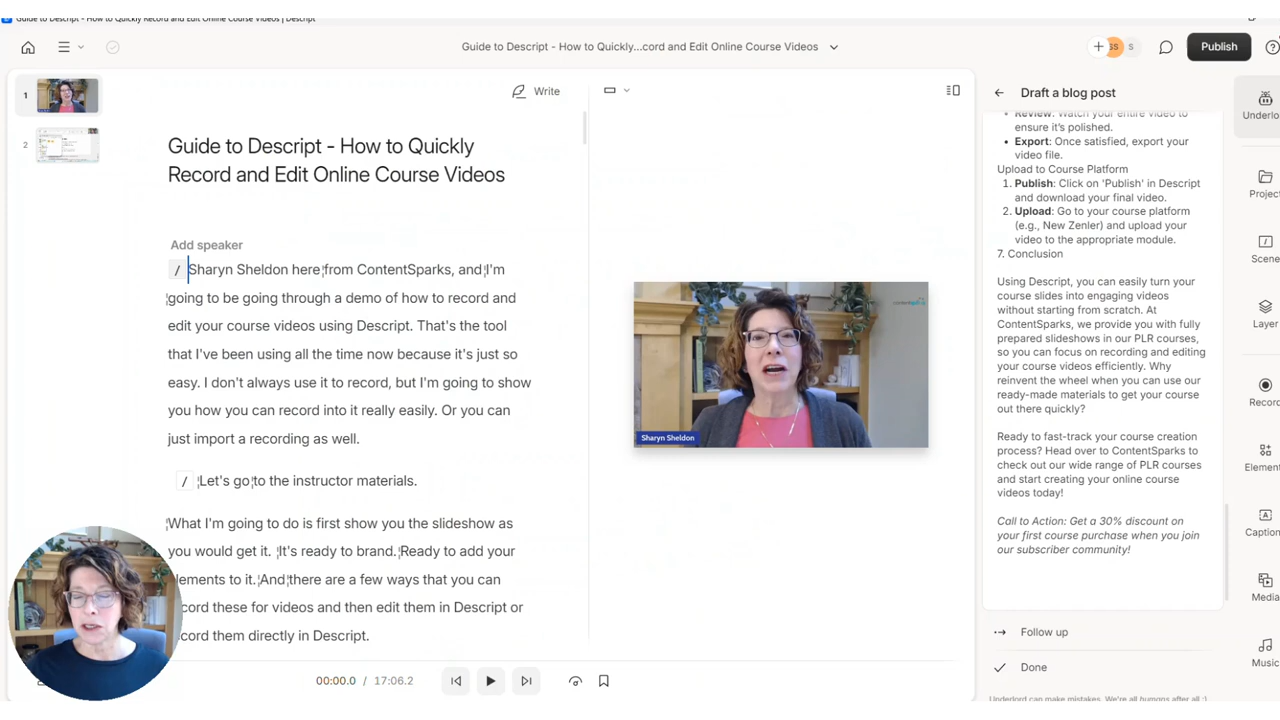 Guide to Descript - How to Quickly Record and Edit Online Course Videos | Descript
Guide to Descript - How to Quickly...cord and Edit Online Course Videos
S
Publish
1
2
Write
Guide to Descript - How to Quickly
Record and Edit Online Course Videos
Add speaker
/ Sharyn Sheldon here from ContentSparks, and I'm
going to be going through a demo of how to record and
edit your course videos using Descript. That's the tool
that I've been using all the time now because it's just so
easy. I don't always use it to record, but I'm going to show
you how you can record into it really easily. Or you can
just import a recording as well.
/ Let's go to the instructor materials.
What I'm going to do is first show you the slideshow as
you would get it. It's ready to brand. Ready to add your
elements to it. And there are a few ways that you can
cord these for videos and then edit them in Descript or
cord them directly in Descript.
Sharyn Sheldon
00:00.0 / 17:06.2
Draft a blog post
Review: Watch your entire video to
ensure it's polished.
Export: Once satisfied, export your
video file.
Upload to Course Platform
1. Publish: Click on 'Publish' in Descript
and download your final video.
2. Upload: Go to your course platform
(e.g., New Zenler) and upload your
video to the appropriate module.
7. Conclusion
Using Descript, you can easily turn your
course slides into engaging videos
without starting from scratch. At
ContentSparks, we provide you with fully
prepared slideshows in our PLR courses,
so you can focus on recording and editing
your course videos efficiently. Why
reinvent the wheel when you can use our
ready-made materials to get your course
out there quickly?
Ready to fast-track your course creation
process? Head over to ContentSparks to
check out our wide range of PLR courses
and start creating your online course
videos today!
Call to Action: Get a 30% discount on
your first course purchase when you join
our subscriber community!
Follow up
Done
Underlord can make mistakes. We're all humans after all :)
Underlo
Project
Scene
Layer
Record
Element
Caption
Media
Music